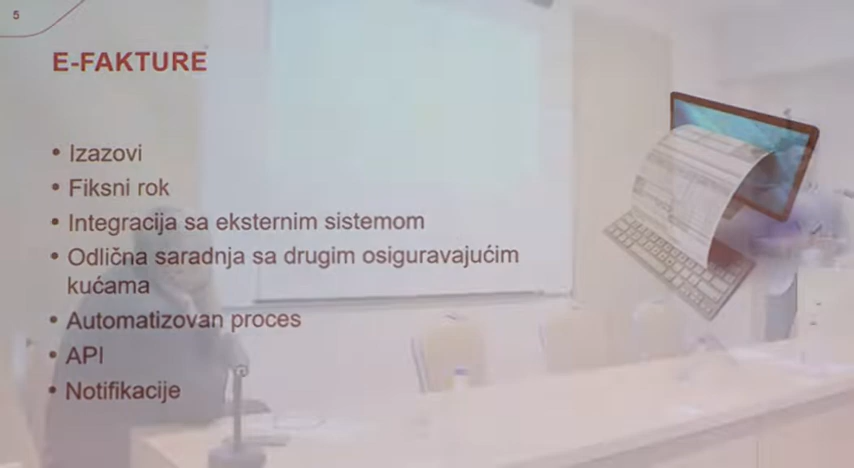 5
E-FAKTURE
• Izazovi
• Fiksni rok
• Integracija sa eksternim sistemom
• Odlična saradnja sa drugim osiguravajućim
kućama
• Automatizovan proces
• API
• Notifikacije